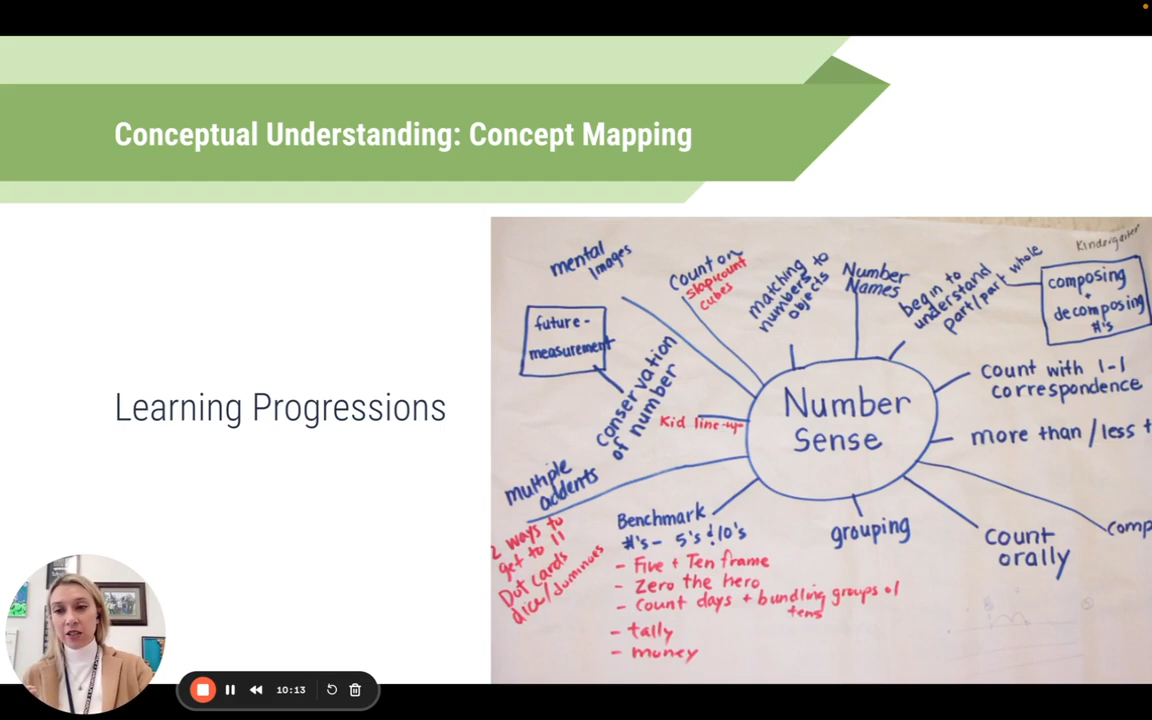 Conceptual Understanding: Concept Mapping
Learning Progressions
Kindergarten
mental
Images
Count on
slap count
cubes
matching
numbers to
objects
Number
Names
begin to
understand
part/part whole
composing
+
decomposing
#'s
future -
measurement
conservation
of number
Kid line-up
Number
Sense
count with 1-1
correspondence
more than/less t
multiple
addents
2 ways to
get to 11
Dot cards
dice/dominoes
Benchmark
#'s - 5's & 10's
- Five + Ten frame
- Zero the hero
- Count days + bundling groups of
tens
- tally
- money
grouping
count
orally
comp
10:13